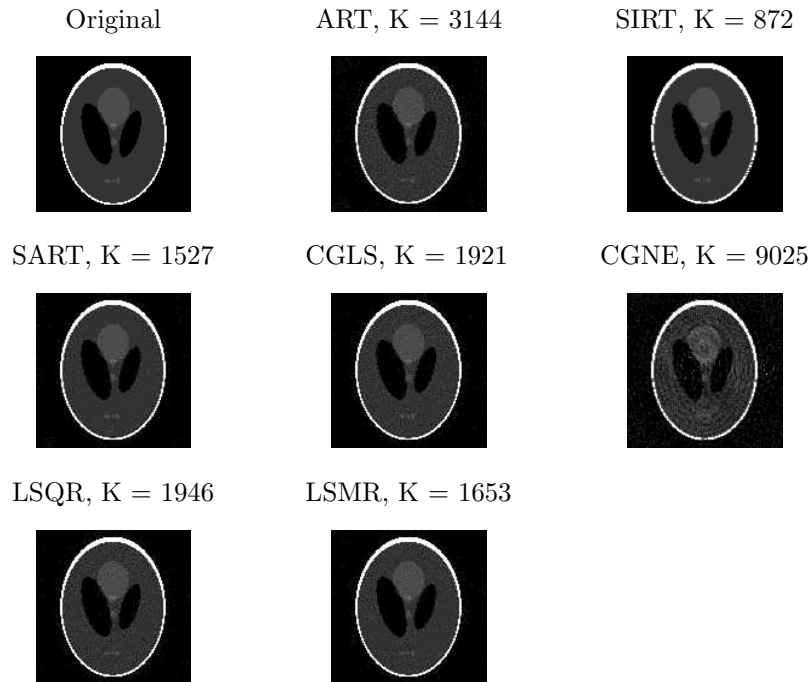 Original ART, K = 3144 SIRT, K = 872
SART, K = 1527 CGLS, K = 1921 CGNE, K = 9025
LSQR, K = 1946 LSMR, K = 1653